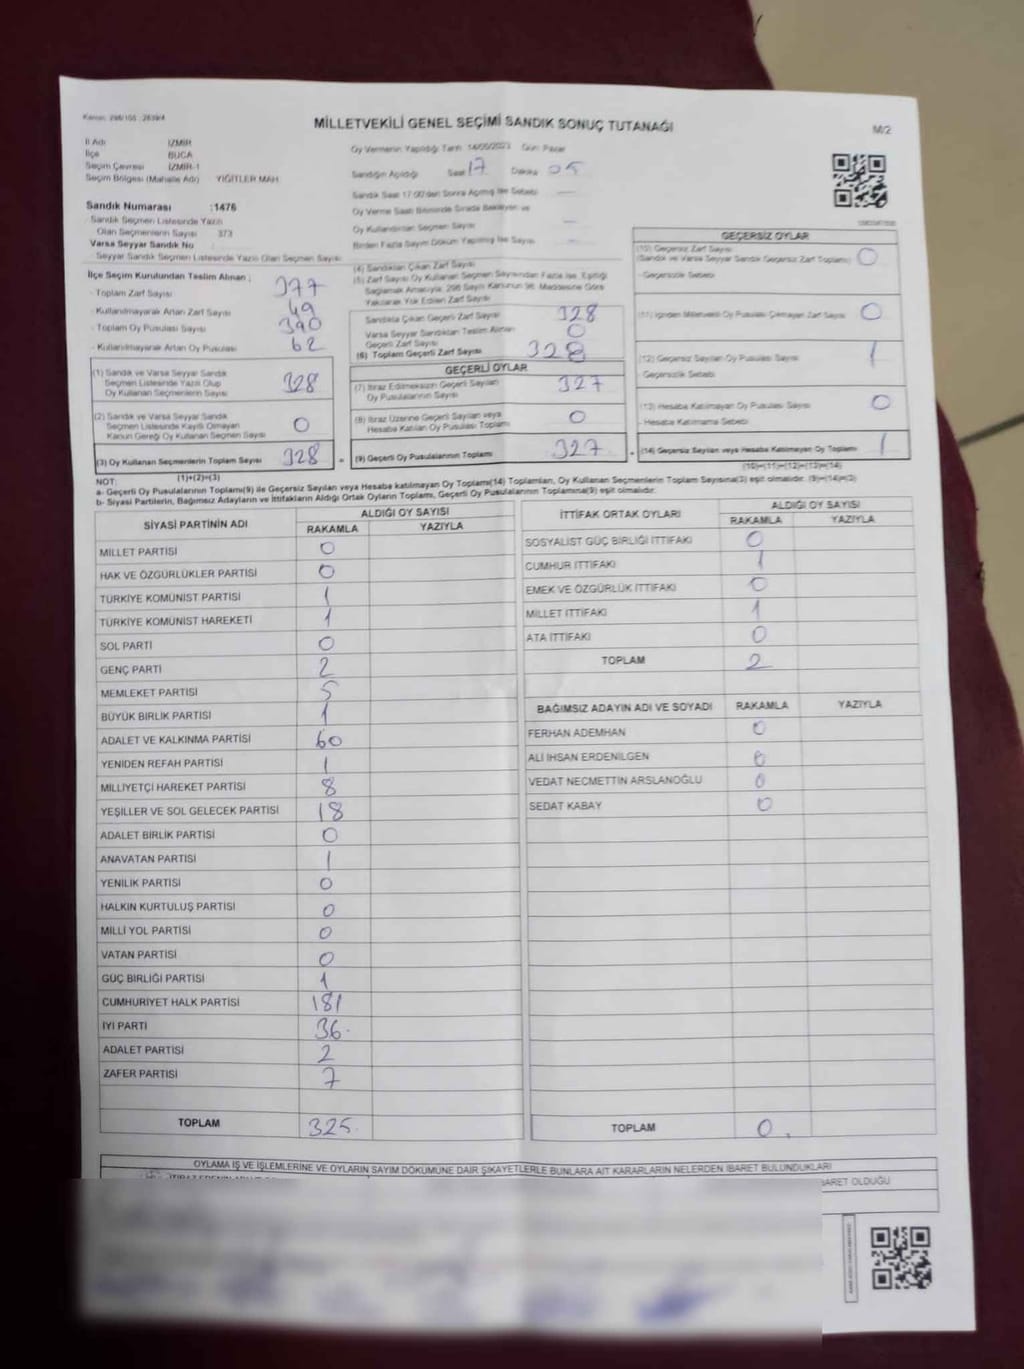 Kanun: 298/105 ; 2839/4
MİLLETVEKİLİ GENEL SEÇİMİ SANDIK SONUÇ TUTANAĞI
M/2
İl Adı İZMİR
İlçe BUCA
Seçim Çevresi İZMİR-1
Seçim Bölgesi (Mahalle Adı) YİĞİTLER MAH.
Sandık Numarası :1476
Sandık Seçmen Listesinde Yazılı
Olan Seçmenlerin Sayısı 373
Varsa Seyyar Sandık No
Seyyar Sandık Seçmen Listesinde Yazılı Olan Seçmen Sayısı
Oy Vermenin Yapıldığı Tarih 14/05/2023 Gün: Pazar
Sandığın Açıldığı Saat 17 Dakika 05
Sandık Saat 17:00'den Sonra Açılmış İse Sebebi —
Oy Verme Saati Bitiminde Sırada Bekleyen ve
Oy Kullandırılan Seçmen Sayısı —
Birden Fazla Sayım Döküm Yapılmış İse Sayısı —
İlçe Seçim Kurulundan Teslim Alınan ;
- Toplam Zarf Sayısı 377
- Kullanılmayarak Artan Zarf Sayısı 49
- Toplam Oy Pusulası Sayısı 390
- Kullanılmayarak Artan Oy Pusulası 62
(4) Sandıktan Çıkan Zarf Sayısı
(5) Zarf Sayısı Oy Kullanan Seçmen Sayısından Fazla İse, Eşitliği
Sağlamak Amacıyla, 298 Sayılı Kanunun 98. Maddesine Göre
Yakılarak Yok Edilen Zarf Sayısı
Sandıkta Çıkan Geçerli Zarf Sayısı 328
Varsa Seyyar Sandıktan Teslim Alınan
Geçerli Zarf Sayısı 0
(6) Toplam Geçerli Zarf Sayısı 328
GEÇERSİZ OYLAR
(10) Geçersiz Zarf Sayısı
(Sandık ve Varsa Seyyar Sandık Geçersiz Zarf Toplamı) 0
- Geçersizlik Sebebi
(11) İçinden Milletvekili Oy Pusulası Çıkmayan Zarf Sayısı 0
(12) Geçersiz Sayılan Oy Pusulası Sayısı 1
- Geçersizlik Sebebi
(13) Hesaba Katılmayan Oy Pusulası Sayısı 0
- Hesaba Katılmama Sebebi
(14) Geçersiz Sayılan veya Hesaba Katılmayan Oy Toplamı 1
(10)+(11)+(12)+(13)=(14)
(1) Sandık ve Varsa Seyyar Sandık
Seçmen Listesinde Yazılı Olup
Oy Kullanan Seçmenlerin Sayısı 328
(2) Sandık ve Varsa Seyyar Sandık
Seçmen Listesinde Kayıtlı Olmayan
Kanun Gereği Oy Kullanan Seçmen Sayısı 0
(3) Oy Kullanan Seçmenlerin Toplam Sayısı 328
(1)+(2)=(3)
GEÇERLİ OYLAR
(7) İtiraz Edilmeksizin Geçerli Sayılan
Oy Pusulalarının Sayısı 327
(8) İtiraz Üzerine Geçerli Sayılan veya
Hesaba Katılan Oy Pusulası Toplamı 0
= (9) Geçerli Oy Pusulalarının Toplamı 327
NOT:
a- Geçerli Oy Pusulalarının Toplamı(9) ile Geçersiz Sayılan veya Hesaba katılmayan Oy Toplamı(14) Toplamları, Oy Kullanan Seçmenlerin Toplam Sayısına(3) eşit olmalıdır. (9)+(14)=(3)
b- Siyasi Partilerin, Bağımsız Adayların ve İttifakların Aldığı Ortak Oyların Toplamı, Geçerli Oy Pusulalarının Toplamına(9) eşit olmalıdır.
SİYASİ PARTİNİN ADI ALDIĞI OY SAYISI
RAKAMLA YAZIYLA
MİLLET PARTİSİ 0
HAK VE ÖZGÜRLÜKLER PARTİSİ 0
TÜRKİYE KOMÜNİST PARTİSİ 1
TÜRKİYE KOMÜNİST HAREKETİ 1
SOL PARTİ 0
GENÇ PARTİ 2
MEMLEKET PARTİSİ 5
BÜYÜK BİRLİK PARTİSİ 1
ADALET VE KALKINMA PARTİSİ 60
YENİDEN REFAH PARTİSİ 1
MİLLİYETÇİ HAREKET PARTİSİ 8
YEŞİLLER VE SOL GELECEK PARTİSİ 18
ADALET BİRLİK PARTİSİ 0
ANAVATAN PARTİSİ 1
YENİLİK PARTİSİ 0
HALKIN KURTULUŞ PARTİSİ 0
MİLLİ YOL PARTİSİ 0
VATAN PARTİSİ 0
GÜÇ BİRLİĞİ PARTİSİ 1
CUMHURİYET HALK PARTİSİ 181
İYİ PARTİ 36
ADALET PARTİSİ 2
ZAFER PARTİSİ 7
TOPLAM 325
İTTİFAK ORTAK OYLARI ALDIĞI OY SAYISI
RAKAMLA YAZIYLA
SOSYALİST GÜÇ BİRLİĞİ İTTİFAKI 0
CUMHUR İTTİFAKI 1
EMEK VE ÖZGÜRLÜK İTTİFAKI 0
MİLLET İTTİFAKI 1
ATA İTTİFAKI 0
TOPLAM 2
BAĞIMSIZ ADAYIN ADI VE SOYADI RAKAMLA YAZIYLA
FERHAN ADEMHAN 0
ALİ İHSAN ERDENİLGEN 0
VEDAT NECMETTİN ARSLANOĞLU 0
SEDAT KABAY 0
TOPLAM 0
OYLAMA İŞ VE İŞLEMLERİNE VE OYLARIN SAYIM DÖKÜMÜNE DAİR ŞİKAYETLERLE BUNLARA AİT KARARLARIN NELERDEN İBARET BULUNDUKLARI
İBARET OLDUĞU